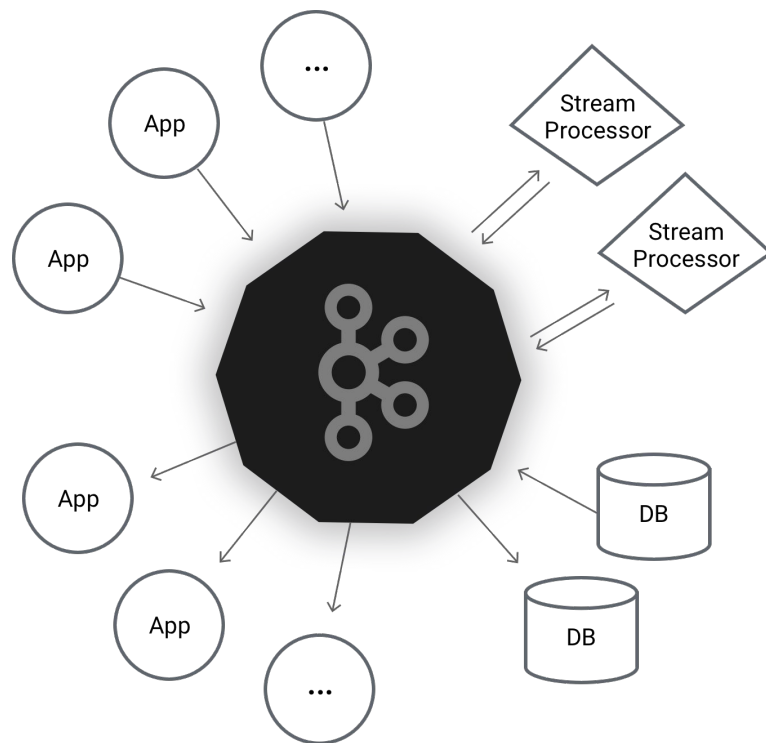 ...
App
App
Stream
Processor
Stream
Processor
App
App
...
DB
DB